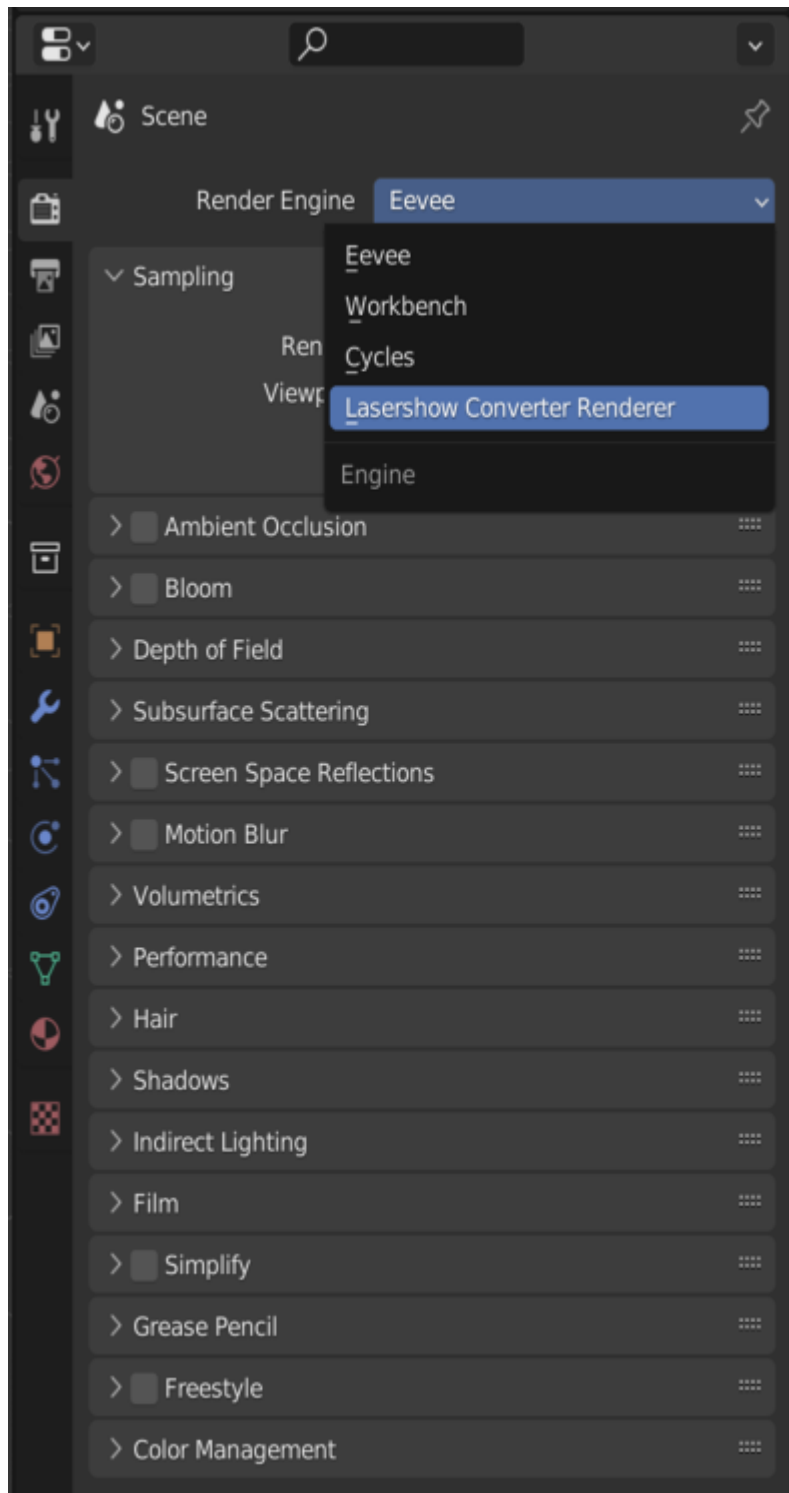 Scene
Render Engine Eevee
Eevee
Sampling
Workbench
Ren
Cycles
Viewp
Lasershow Converter Renderer
Engine
Ambient Occlusion
Bloom
Depth of Field
Subsurface Scattering
Screen Space Reflections
Motion Blur
Volumetrics
Performance
Hair
Shadows
Indirect Lighting
Film
Simplify
Grease Pencil
Freestyle
Color Management